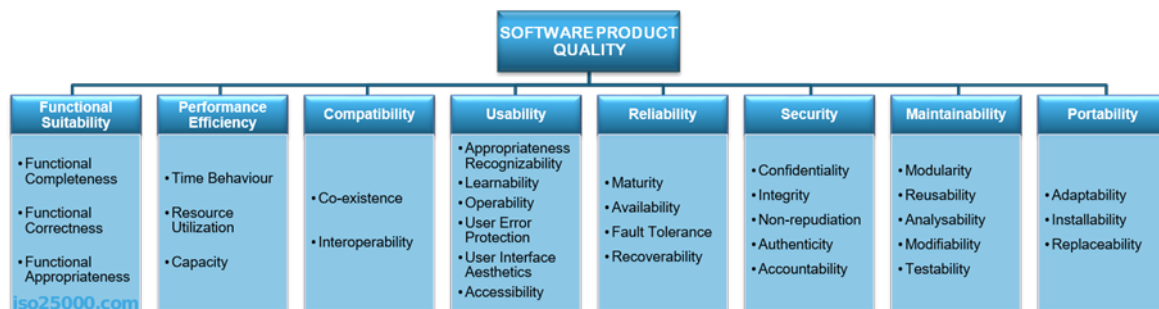 SOFTWARE PRODUCT
QUALITY
Functional
Suitability
• Functional
Completeness
• Functional
Correctness
• Functional
Appropriateness
Performance
Efficiency
• Time Behaviour
• Resource
Utilization
• Capacity
Compatibility
• Co-existence
• Interoperability
Usability
• Appropriateness
Recognizability
• Learnability
• Operability
• User Error
Protection
• User Interface
Aesthetics
• Accessibility
Reliability
• Maturity
• Availability
• Fault Tolerance
• Recoverability
Security
• Confidentiality
• Integrity
• Non-repudiation
• Authenticity
• Accountability
Maintainability
• Modularity
• Reusability
• Analysability
• Modifiability
• Testability
Portability
• Adaptability
• Installability
• Replaceability
iso25000.com